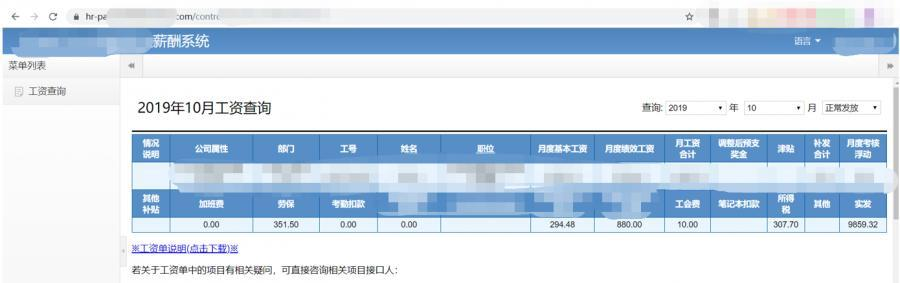 hr-pa
com/contro
薪酬系统
语言
菜单列表
工资查询
2019年10月工资查询
查询: 2019 年 10 月 正常发放
情况说明 公司属性 部门 工号 姓名 职位 月度基本工资 月度绩效工资 月工资合计 调整后预支奖金 津贴 补发合计 月度考核浮动
其他补贴 加班费 劳保 考勤扣款 工会费 笔记本扣款 所得税 其他 实发
0.00 351.50 0.00 0.00 294.48 880.00 10.00 307.70 9859.32
※工资单说明(点击下载)※
若关于工资单中的项目有相关疑问，可直接咨询相关项目接口人：